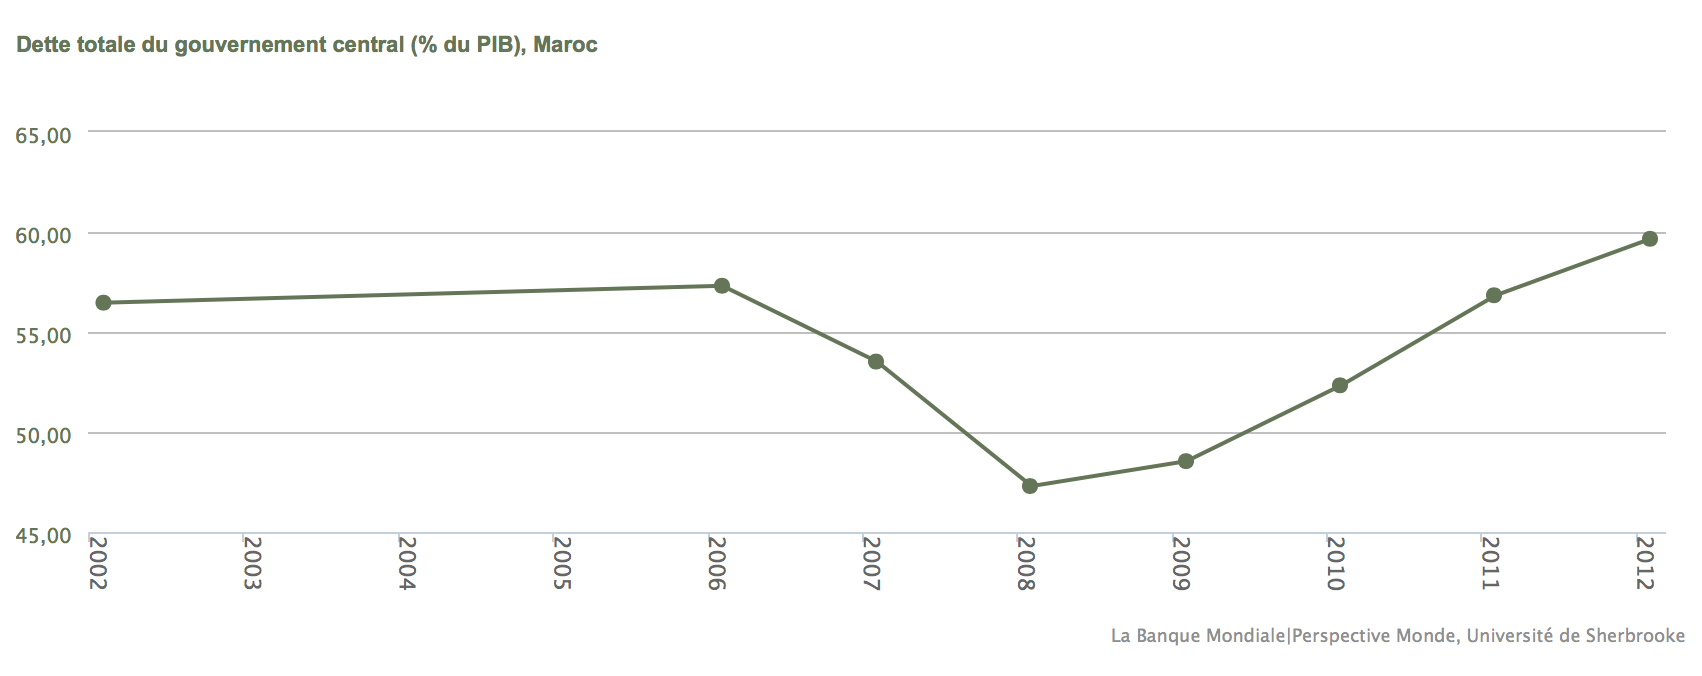 Dette totale du gouvernement central (% du PIB), Maroc
65,00
60,00
55,00
50,00
45,00
2002 2003 2004 2005 2006 2007 2008 2009 2010 2011 2012
La Banque Mondiale|Perspective Monde, Université de Sherbrooke